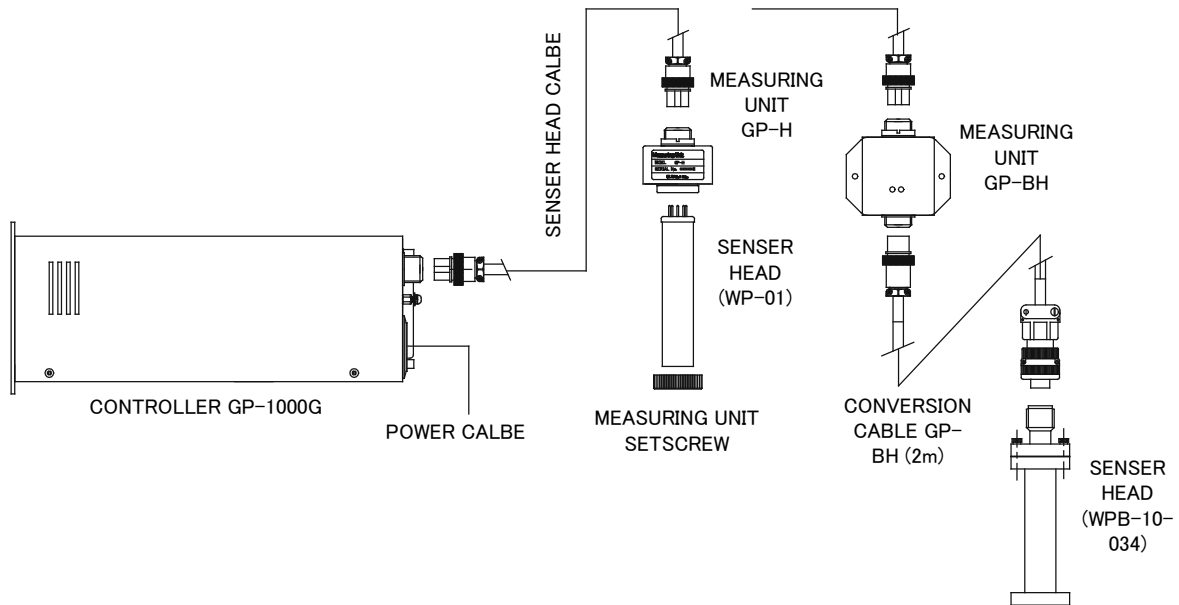 SENSER HEAD CALBE
MEASURING
UNIT
GP-H
MEASURING
UNIT
GP-BH
SENSER
HEAD
(WP-01)
CONTROLLER GP-1000G
POWER CALBE
MEASURING UNIT
SETSCREW
CONVERSION
CABLE GP-
BH (2m)
SENSER
HEAD
(WPB-10-
034)